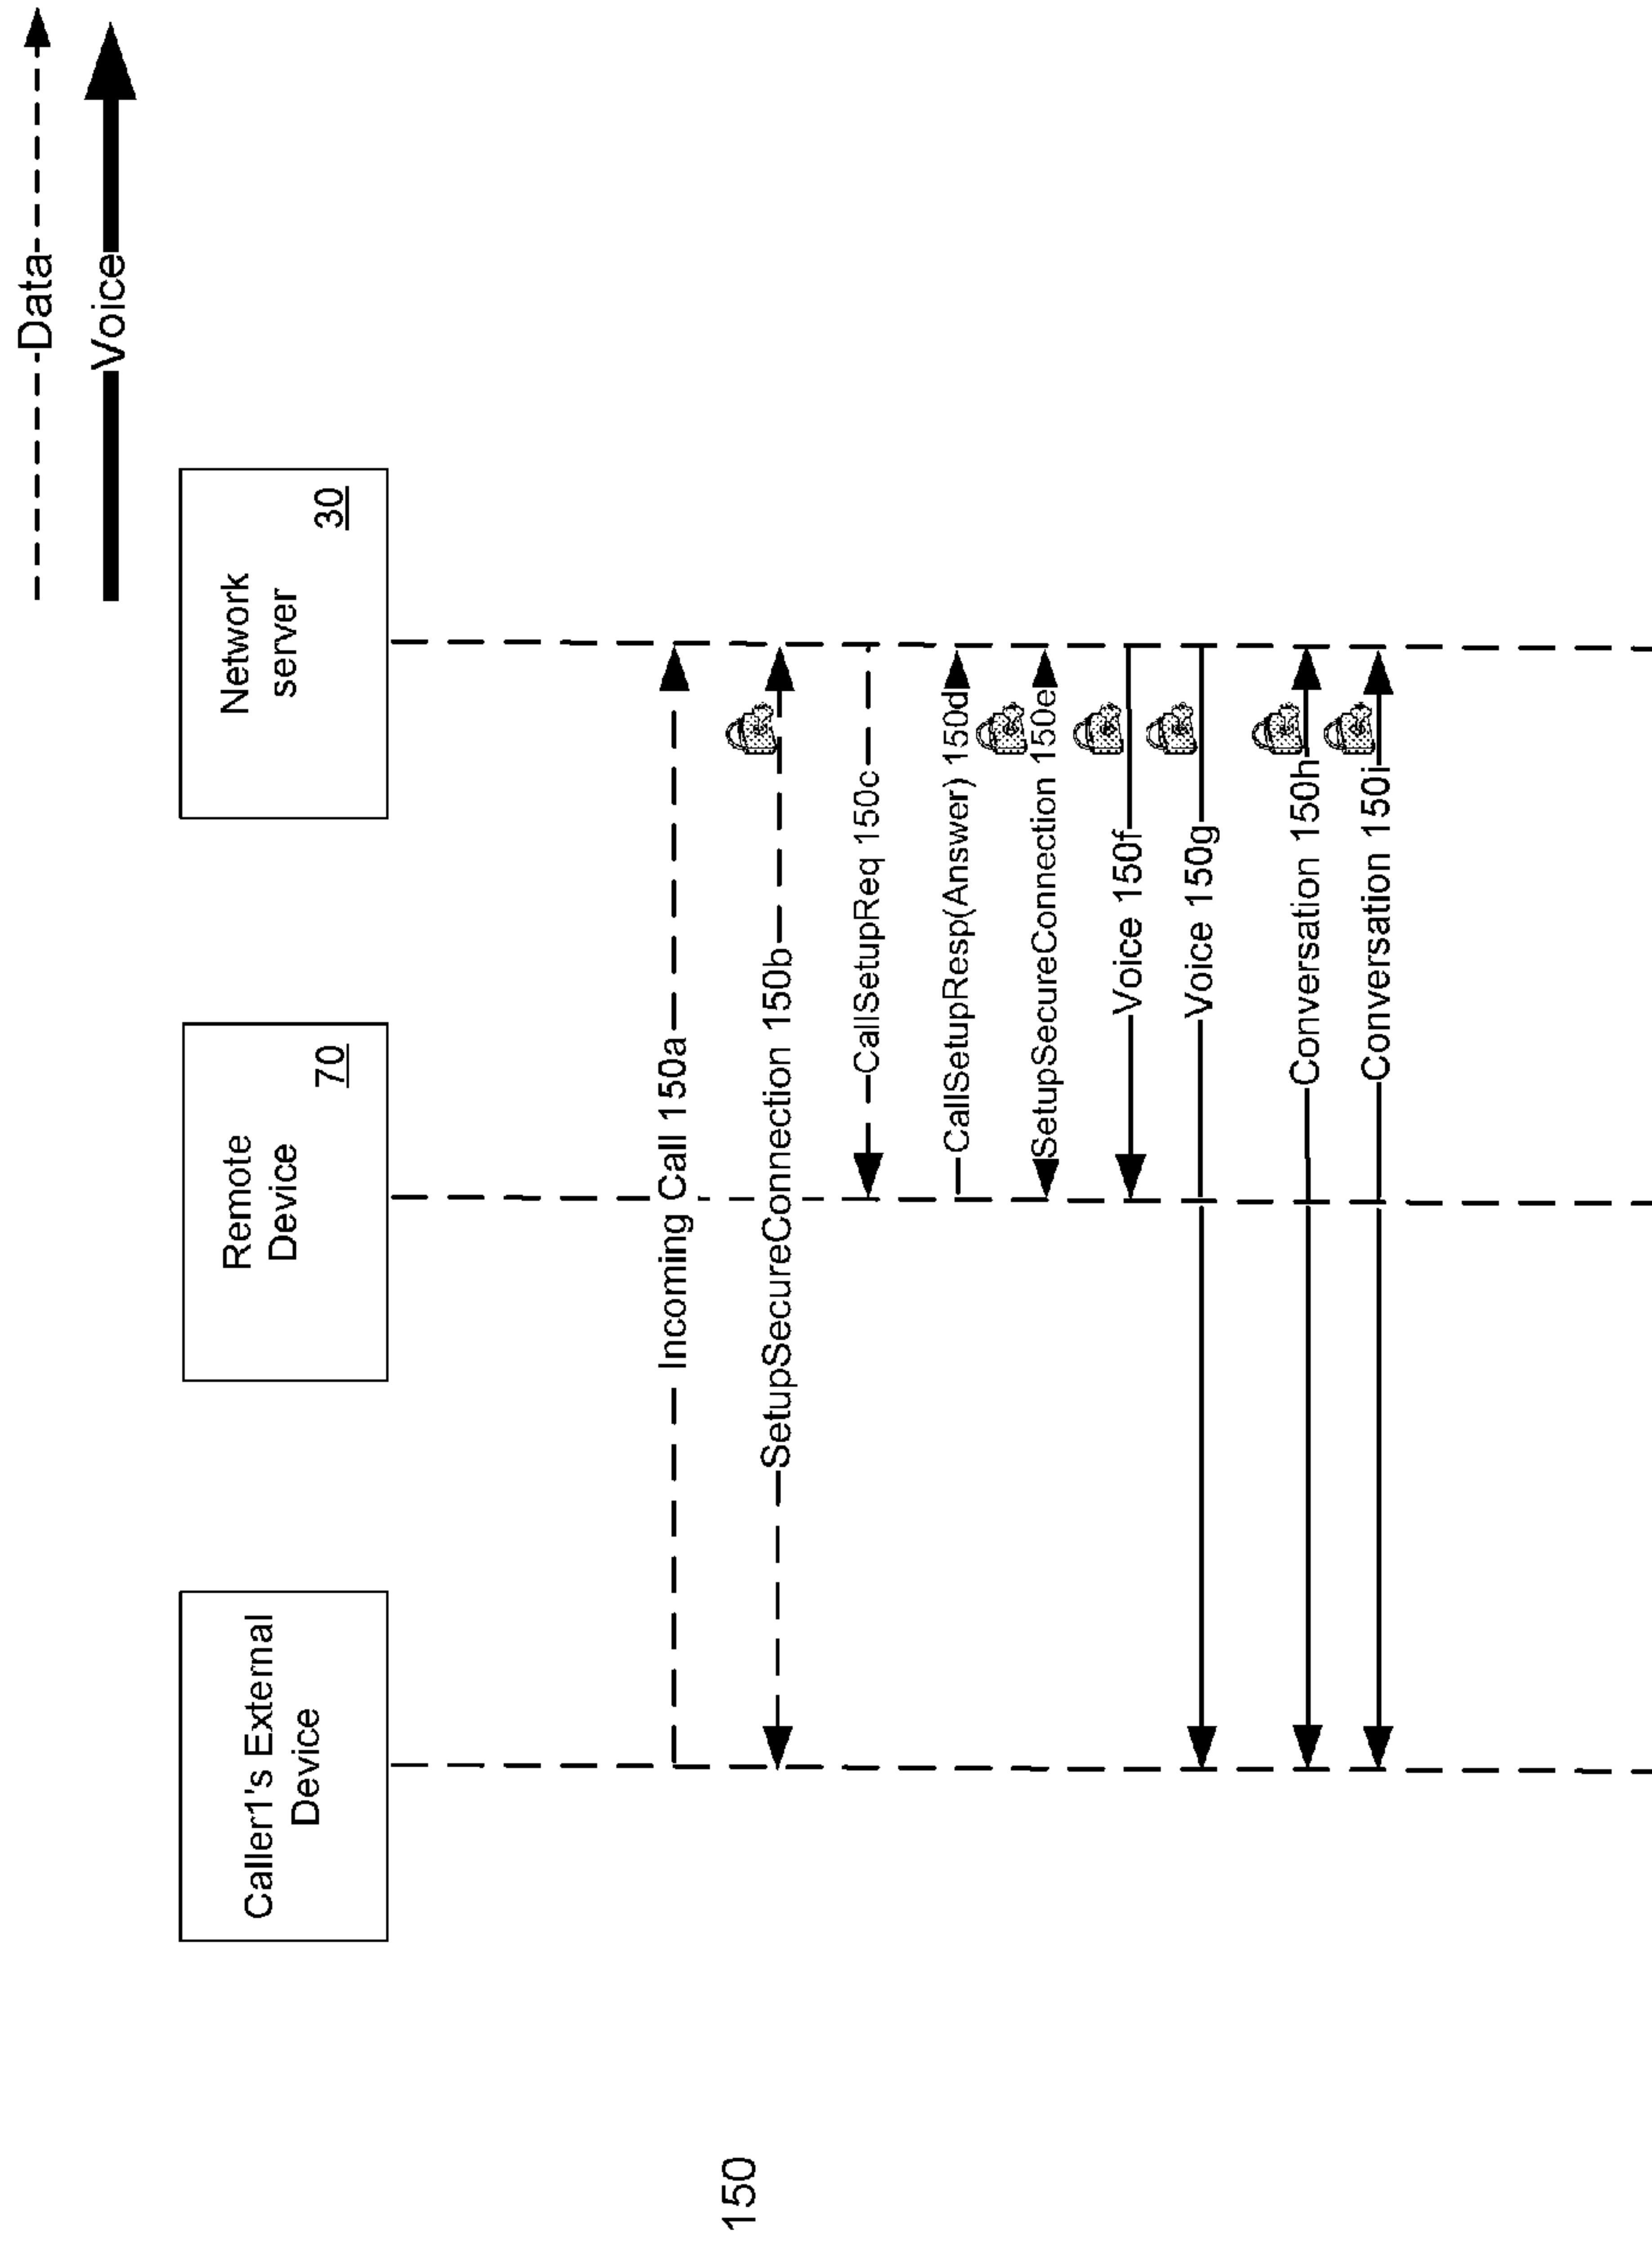 Data
Voice
Caller1's External
Device
Remote
Device
70
Network
server
30
150
Incoming Call 150a
SetupSecureConnection 150b
CallSetupReq 150c
CallSetupResp(Answer) 150d
SetupSecureConnection 150e
Voice 150f
Voice 150g
Conversation 150h
Conversation 150i